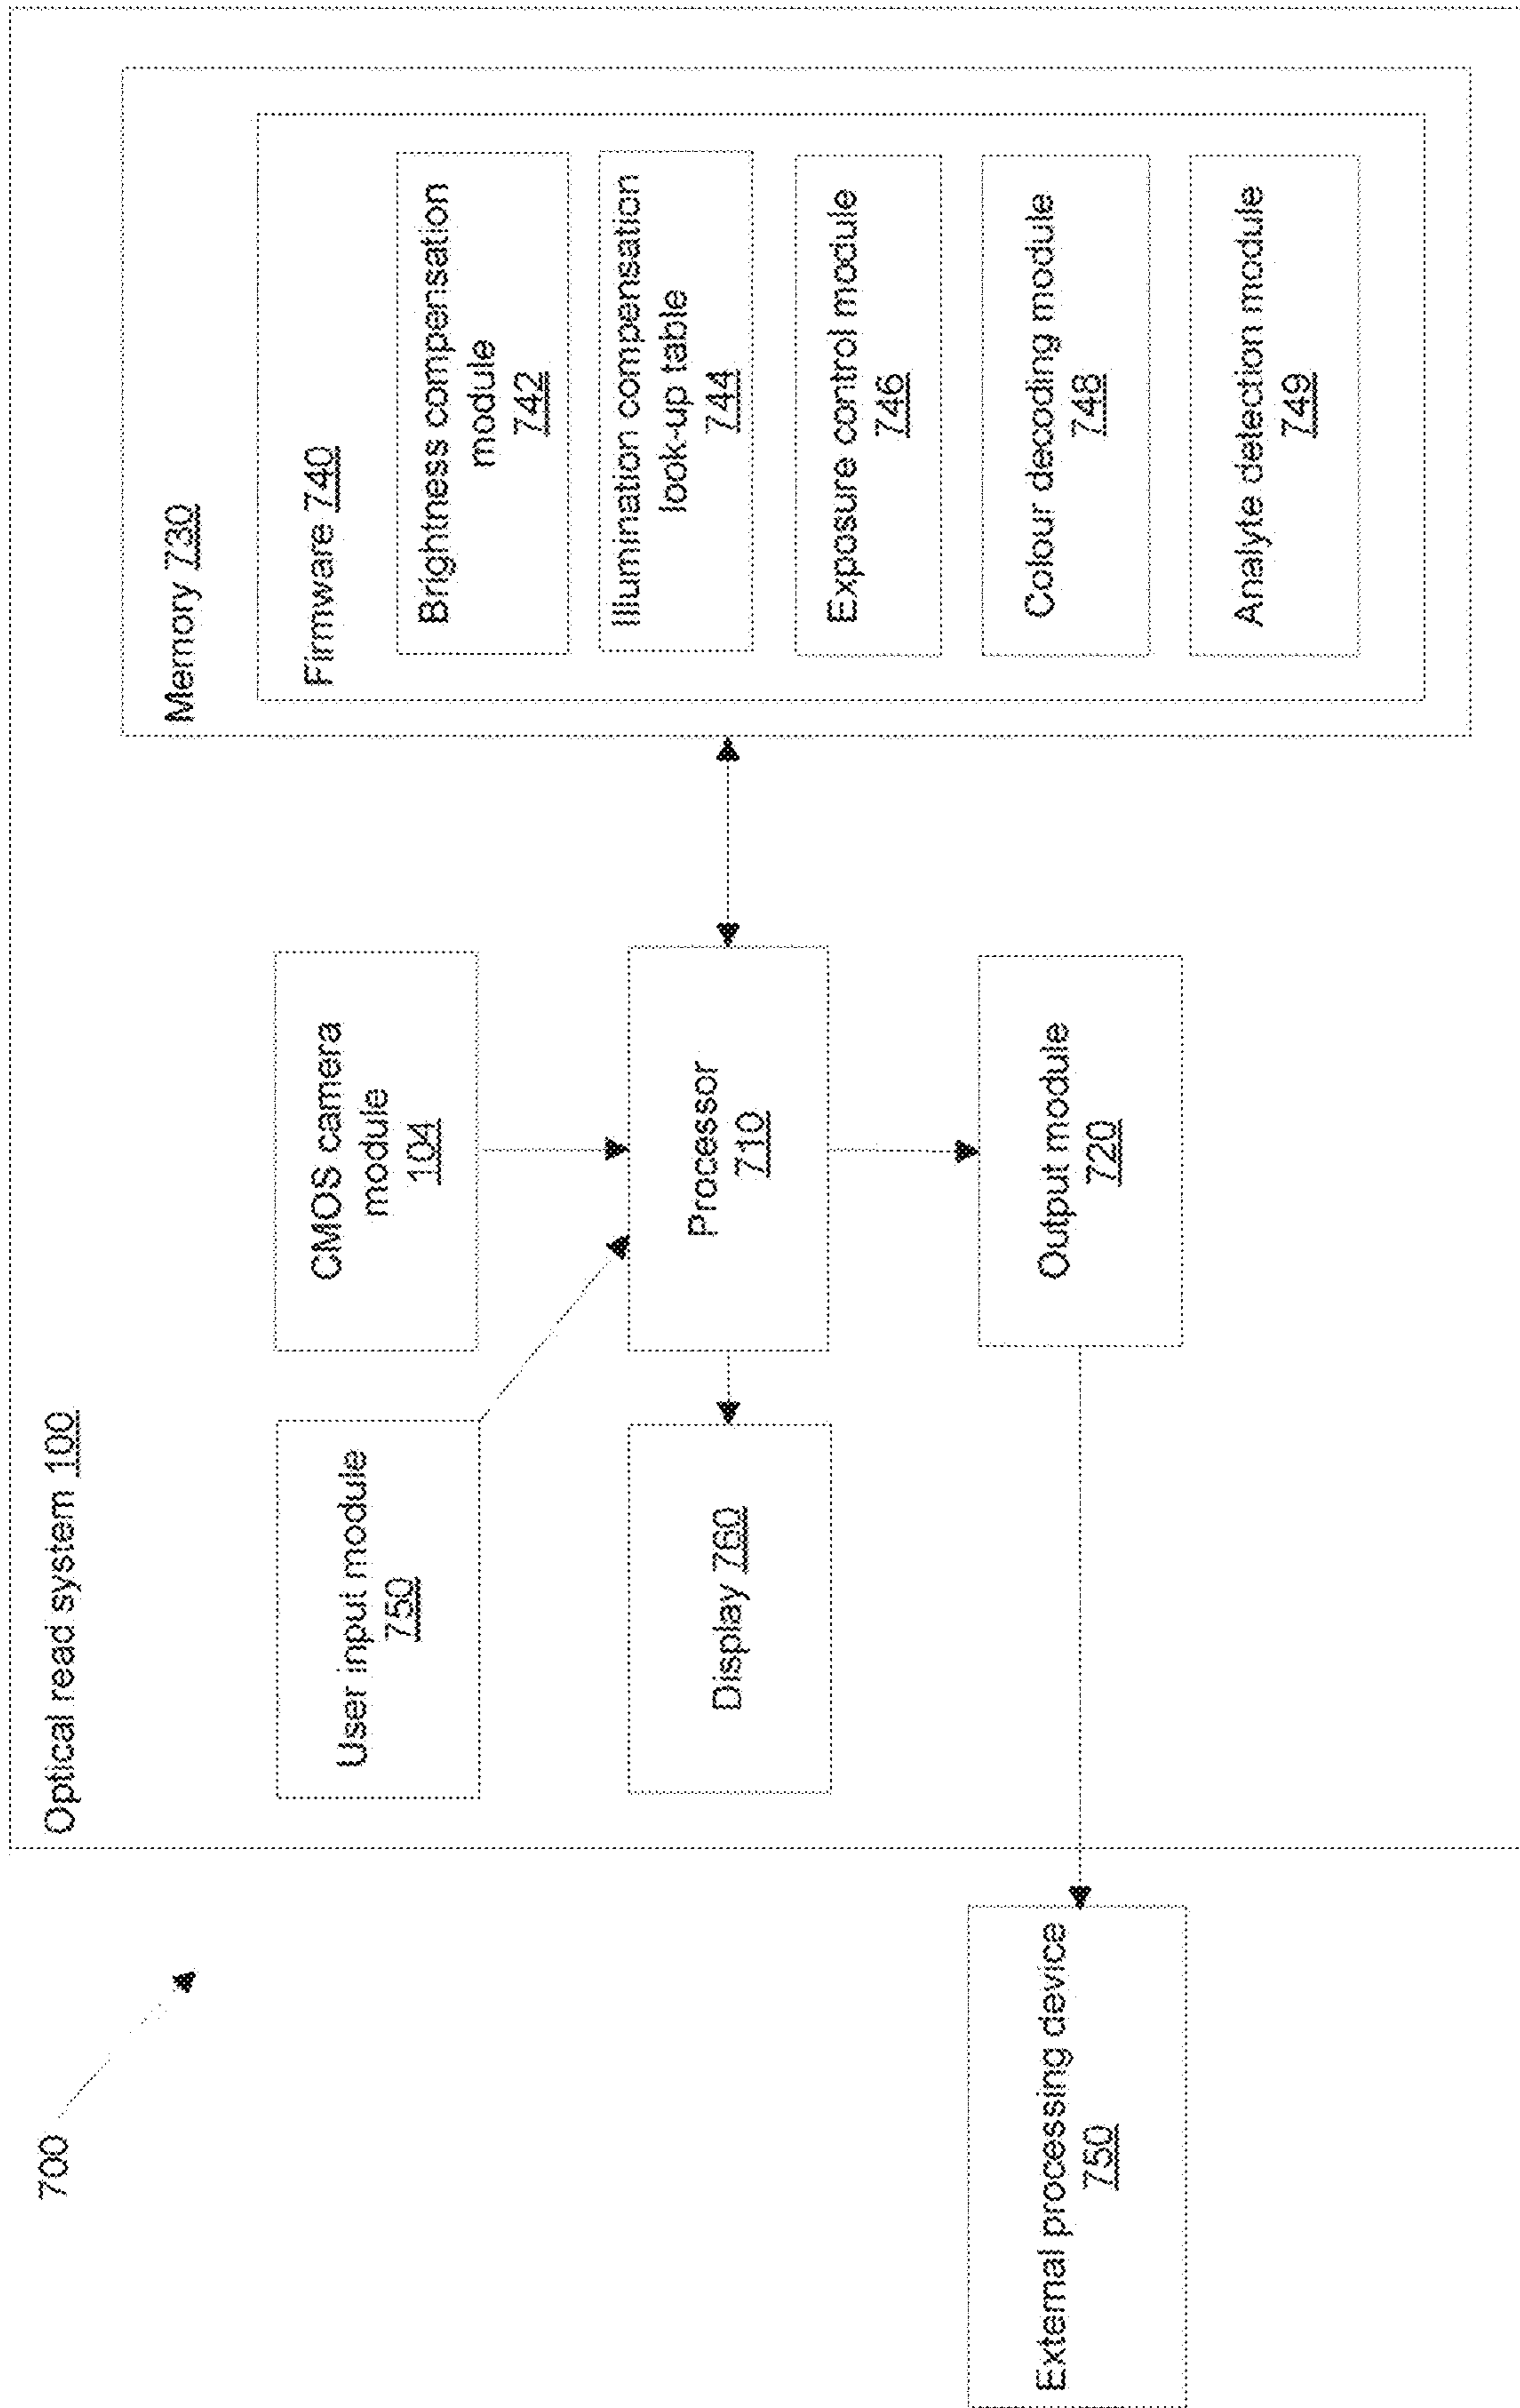 700
Optical read system 100
User input module
750
CMOS camera
module
104
Display 760
Processor
710
Output module
720
External processing device
750
Memory 730
Firmware 740
Brightness compensation
module
742
Illumination compensation
look-up table
744
Exposure control module
746
Colour decoding module
748
Analyte detection module
749